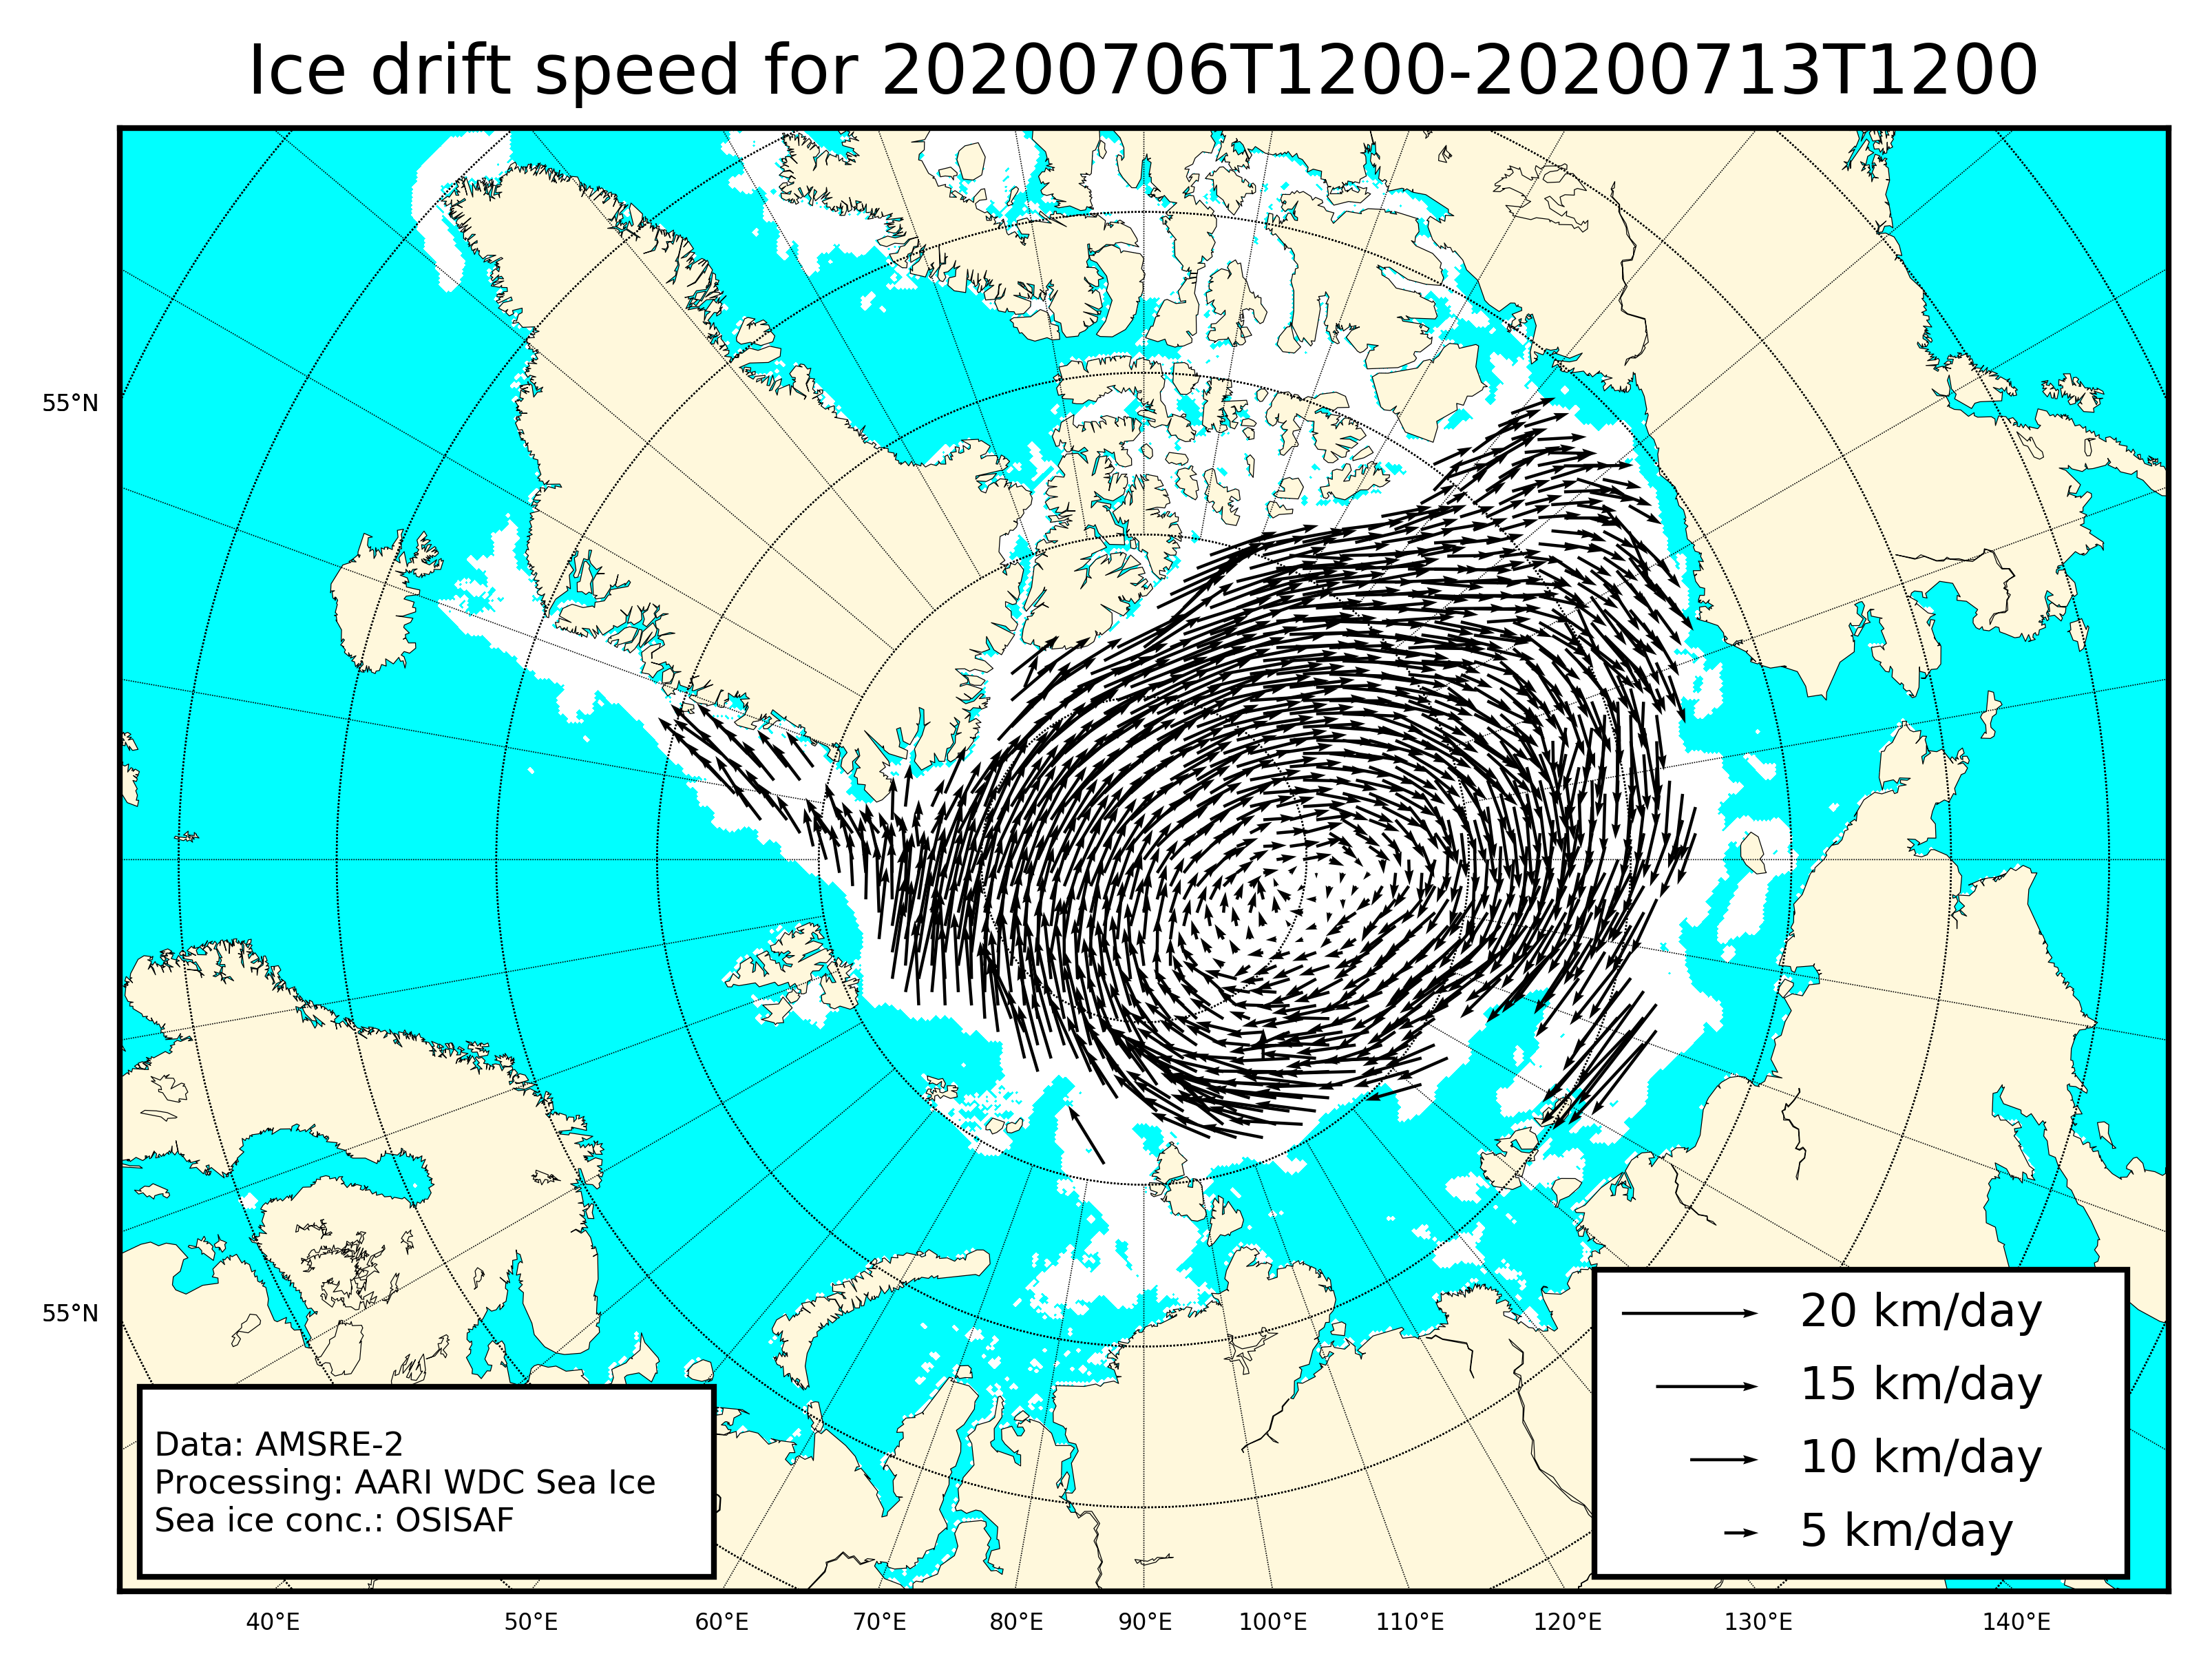 Ice drift speed for 20200706T1200-20200713T1200
55°N
55°N
20 km/day
15 km/day
10 km/day
5 km/day
Data: AMSRE-2
Processing: AARI WDC Sea Ice
Sea ice conc.: OSISAF
40°E 50°E 60°E 70°E 80°E 90°E 100°E 110°E 120°E 130°E 140°E